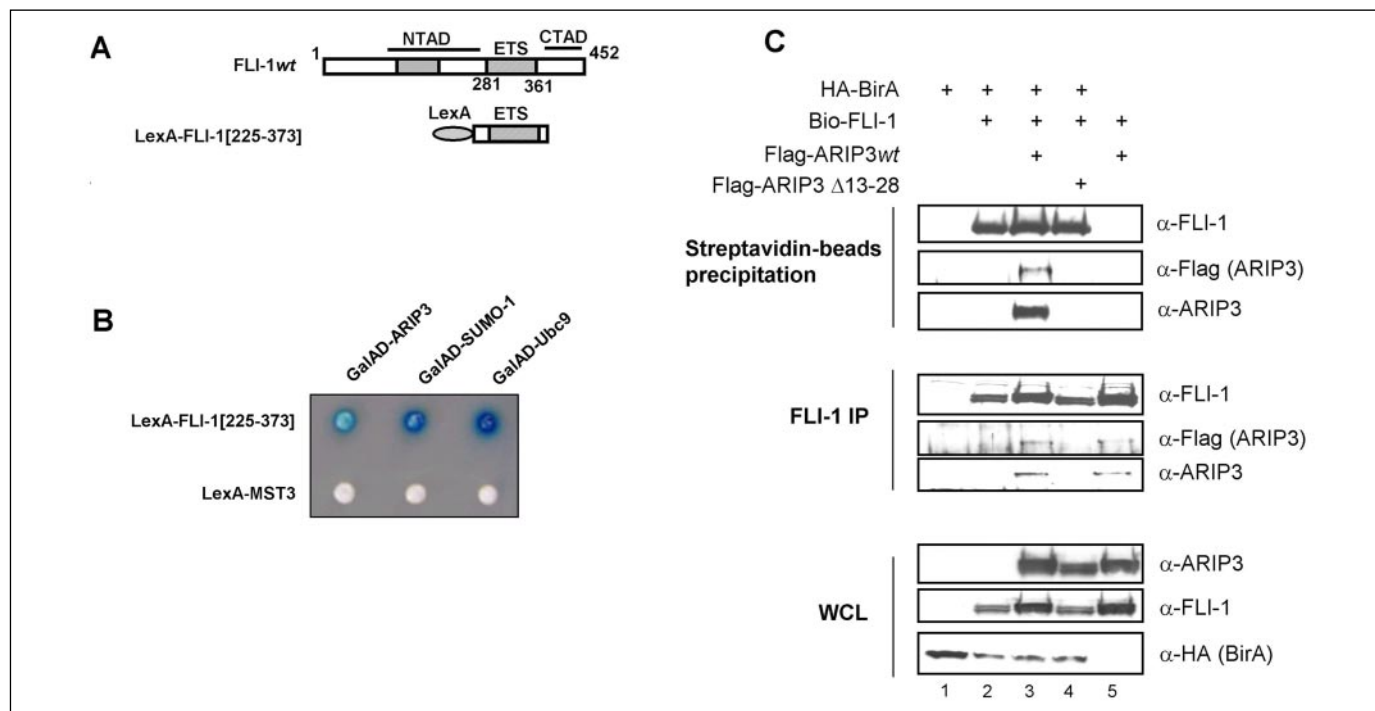 A
1 NTAD ETS CTAD 452
FLI-1wt
281 361
LexA ETS
LexA-FLI-1[225-373]
B
GalAD-ARIP3
GalAD-SUMO-1
GalAD-Ubc9
LexA-FLI-1[225-373]
LexA-MST3
C
HA-BirA + + + +
Bio-FLI-1 + + + +
Flag-ARIP3wt + +
Flag-ARIP3 Δ13-28 +
Streptavidin-beads
precipitation
α-FLI-1
α-Flag (ARIP3)
α-ARIP3
FLI-1 IP
α-FLI-1
α-Flag (ARIP3)
α-ARIP3
WCL
α-ARIP3
α-FLI-1
α-HA (BirA)
1 2 3 4 5